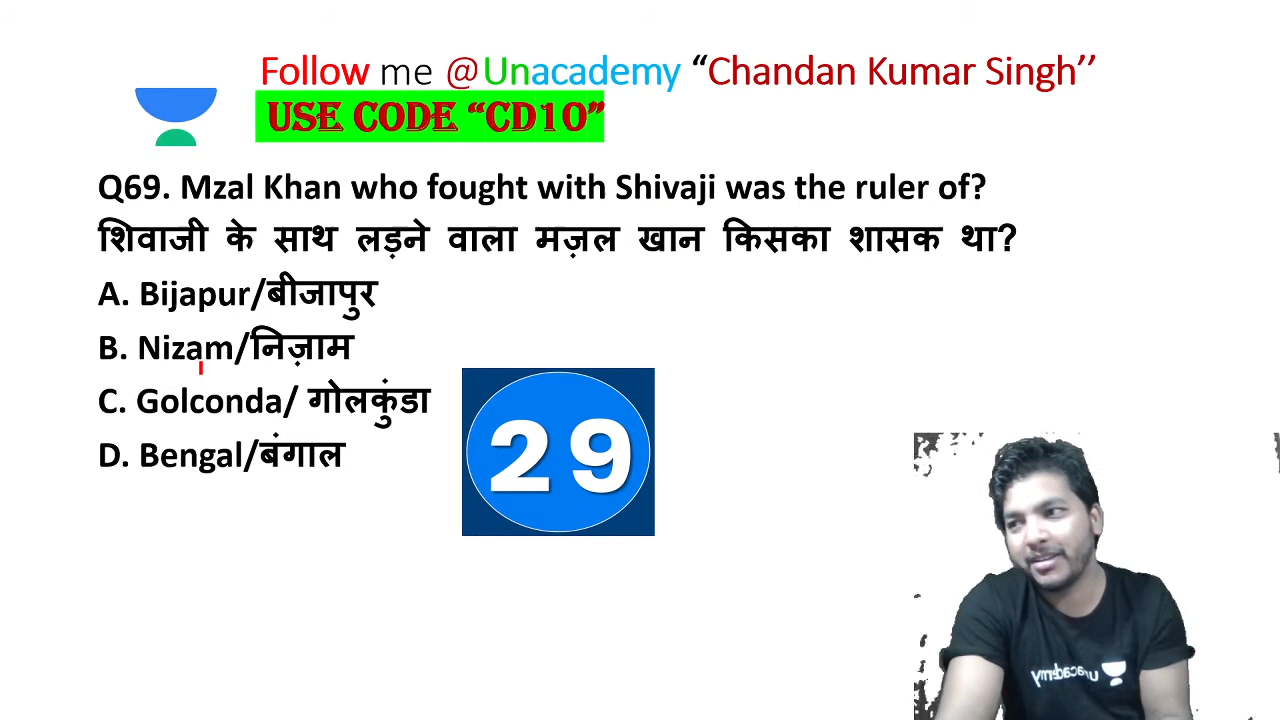 Follow me @Unacademy “Chandan Kumar Singh’’
USE CODE “CD10”
Q69. Mzal Khan who fought with Shivaji was the ruler of?
शिवाजी के साथ लड़ने वाला मज़ल खान किसका शासक था?
A. Bijapur/बीजापुर
B. Nizam/निज़ाम
C. Golconda/ गोलकुंडा
D. Bengal/बंगाल
29
unacademy